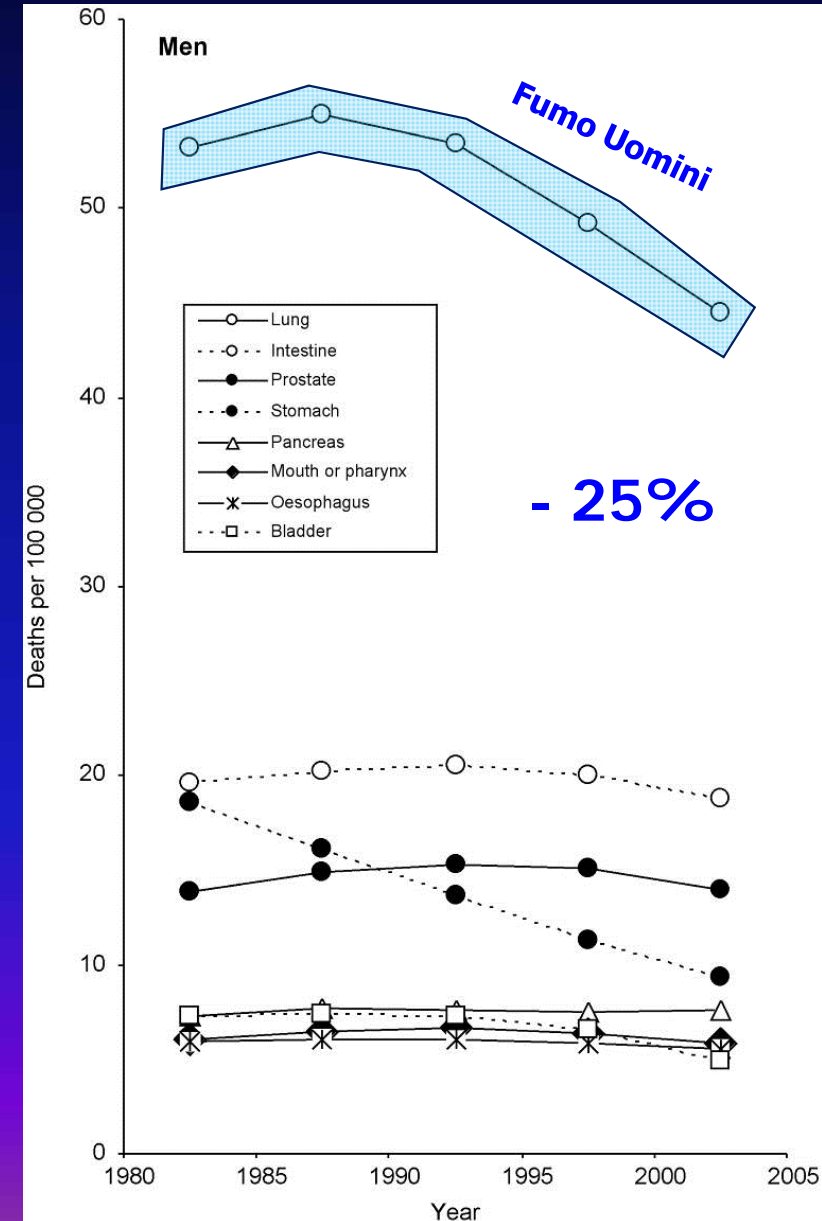 60
Men
Fumo Uomini
50
Lung
Intestine
Prostate
Stomach
Pancreas
Mouth or pharynx
Oesophagus
Bladder
40
- 25%
Deaths per 100 000
30
20
10
0
1980 1985 1990 1995 2000 2005
Year